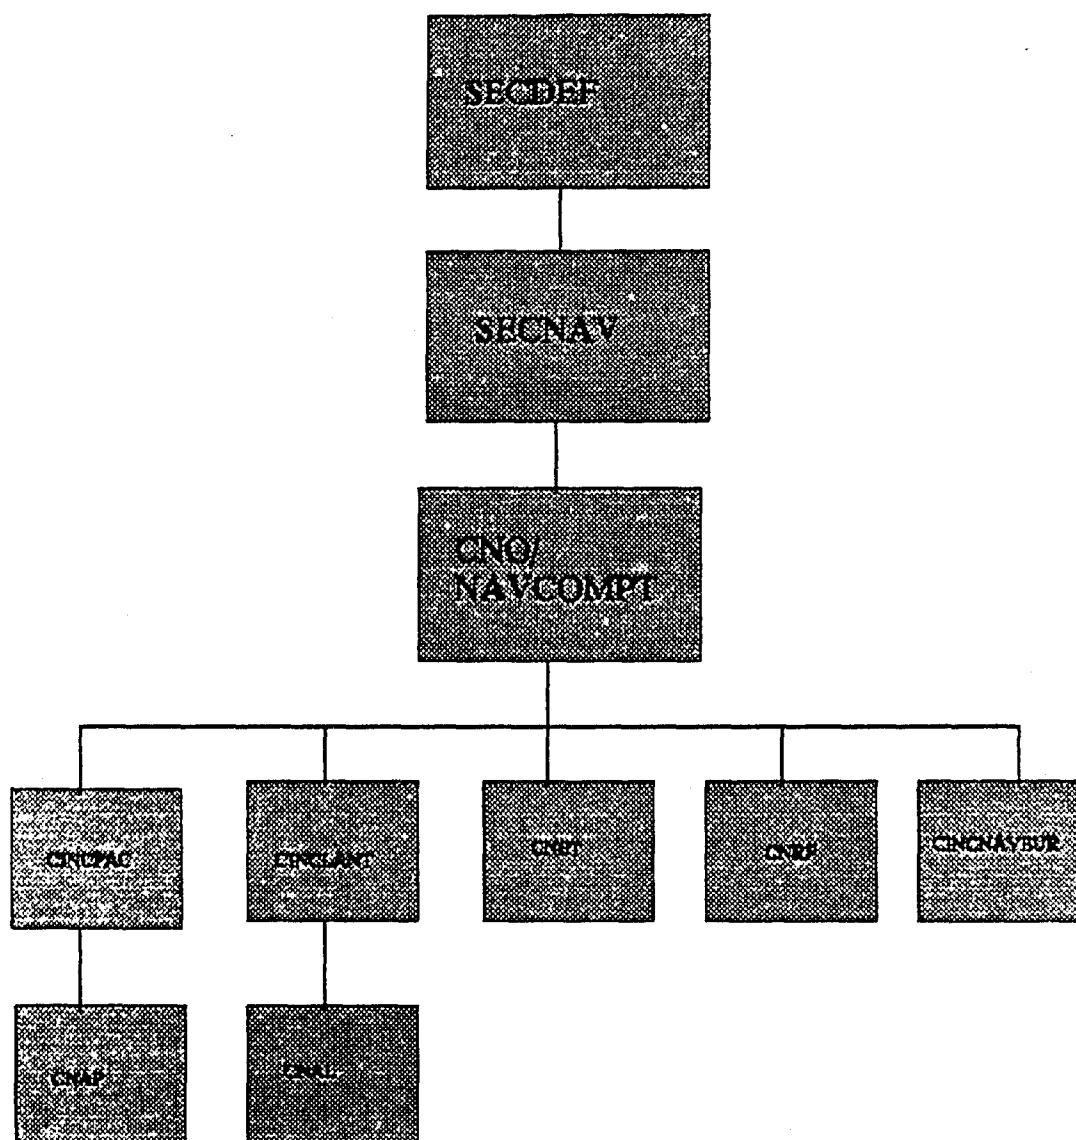 SECDEF
SECNAV
CNO/
NAVCOMPT
CINCPAC
CINCLANT
CNET
CNRF
CINCNAVEUR
CNAP
CNAL